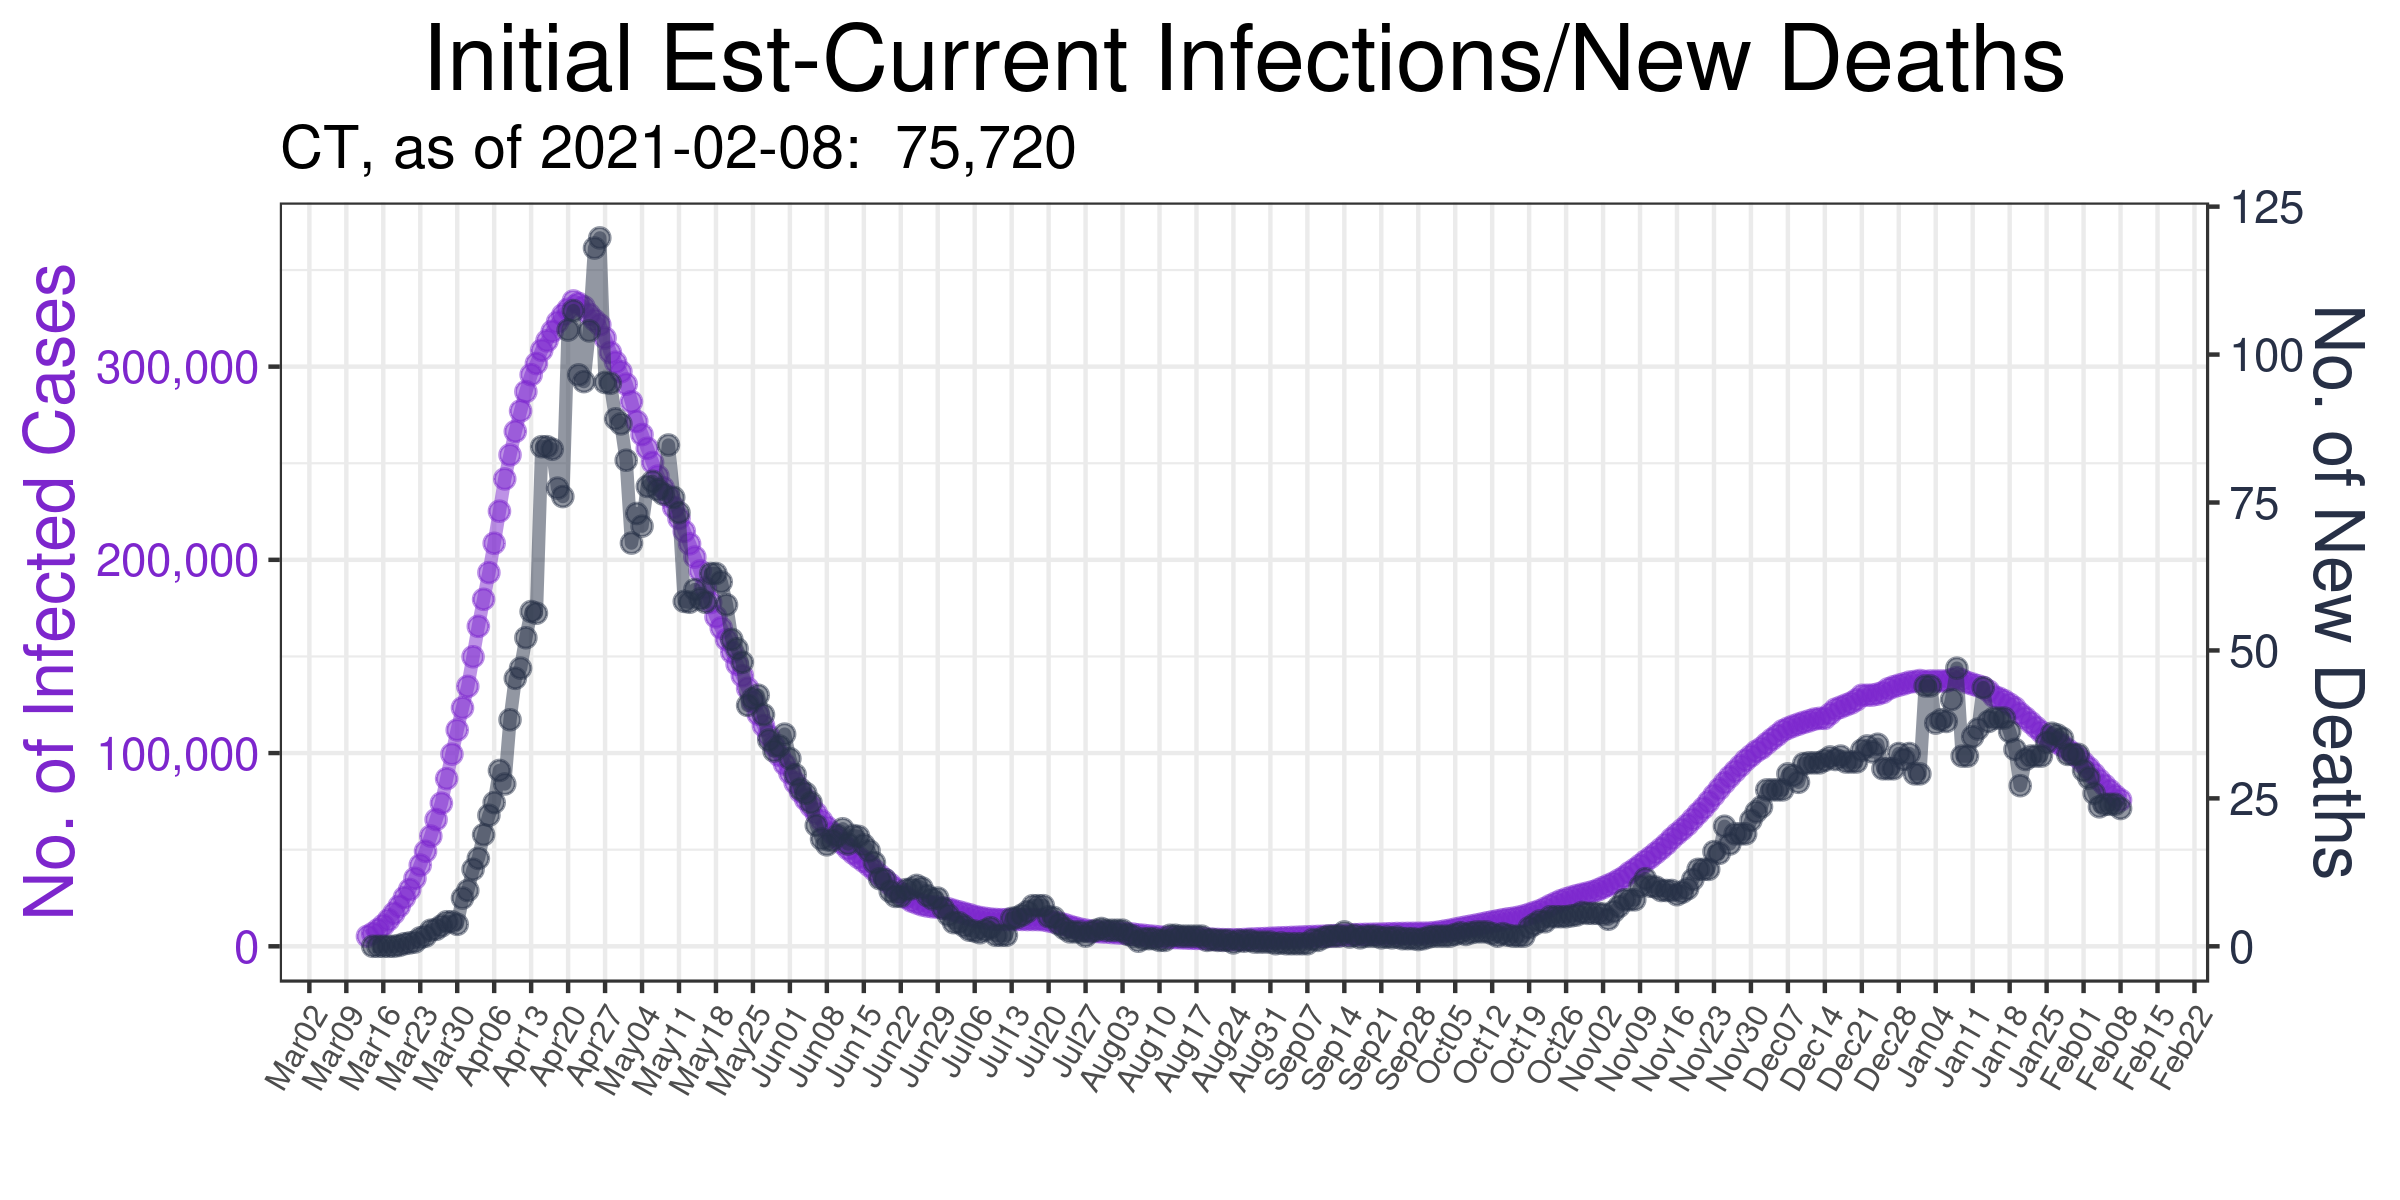 Initial Est-Current Infections/New Deaths
CT, as of 2021-02-08:  75,720
No. of Infected Cases
300,000
200,000
100,000
0
125
100
75
50
25
0
No. of New Deaths
Mar02
Mar09
Mar16
Mar23
Mar30
Apr06
Apr13
Apr20
Apr27
May04
May11
May18
May25
Jun01
Jun08
Jun15
Jun22
Jun29
Jul06
Jul13
Jul20
Jul27
Aug03
Aug10
Aug17
Aug24
Aug31
Sep07
Sep14
Sep21
Sep28
Oct05
Oct12
Oct19
Oct26
Nov02
Nov09
Nov16
Nov23
Nov30
Dec07
Dec14
Dec21
Dec28
Jan04
Jan11
Jan18
Jan25
Feb01
Feb08
Feb15
Feb22